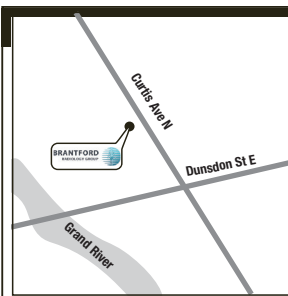 Curtis Ave N
BRANTFORD
RADIOLOGY GROUP
Dunsdon St E
Grand River